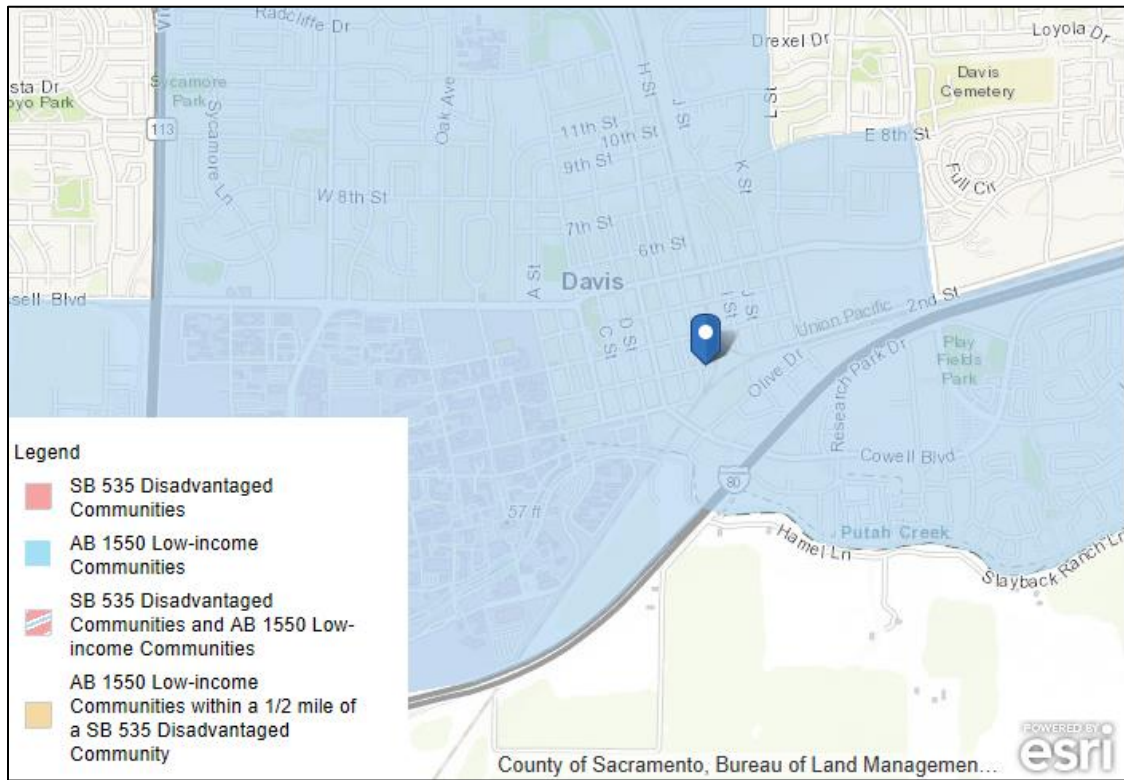 Radcliffe Dr
Drexel Dr
Loyola Dr
Sycamore
Park
Oak Ave
H St
J St
L St
Davis
Cemetery
sta Dr
oyo Park
113
Sycamore Ln
11th St
10th St
9th St
E 8th St
W 8th St
K St
Full Cir
7th St
6th St
A St
Davis
ssell Blvd
D St
C St
J St
I St
Union Pacific
2nd St
Olive Dr
Research Park Dr
Play
Fields
Park
Cowell Blvd
80
57 ft
Putah Creek
Hamel Ln
Slayback Ranch Ln
Legend
SB 535 Disadvantaged
Communities
AB 1550 Low-income
Communities
SB 535 Disadvantaged
Communities and AB 1550 Low-
income Communities
AB 1550 Low-income
Communities within a 1/2 mile of
a SB 535 Disadvantaged
Community
County of Sacramento, Bureau of Land Managemen...
POWERED BY
esri